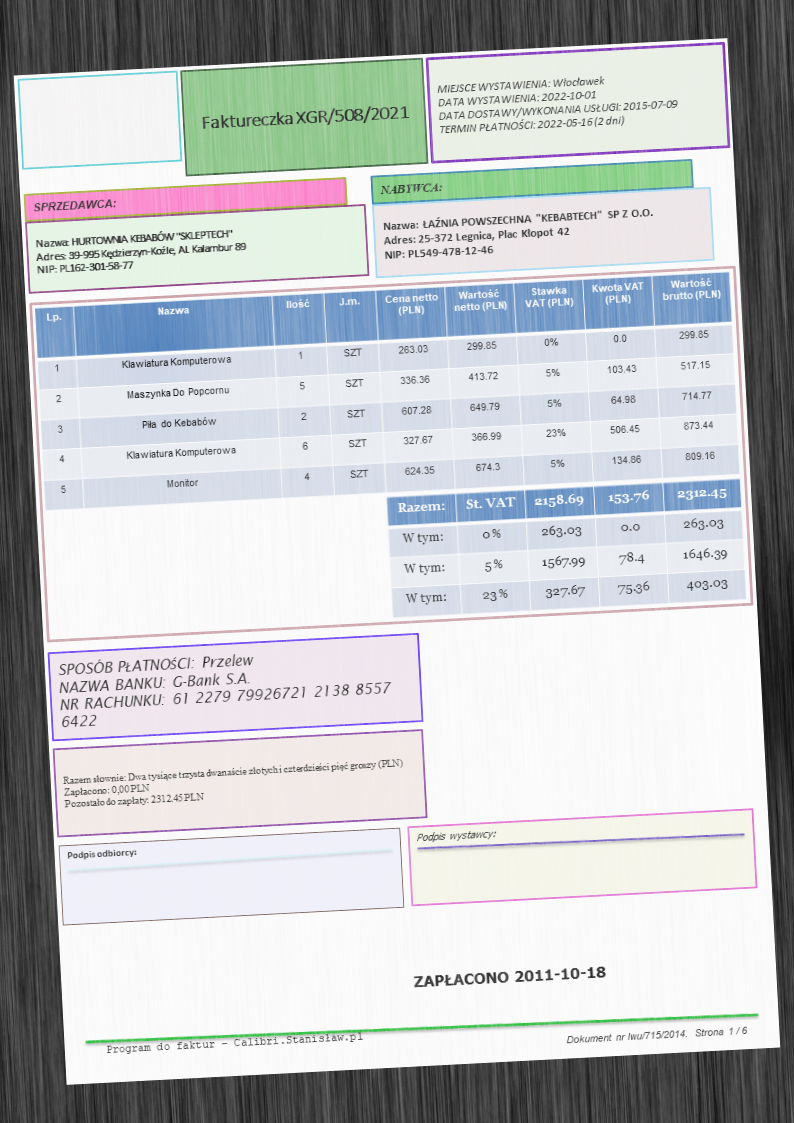 Faktureczka XGR/508/2021
MIEJSCE WYSTAWIENIA: Włocławek
DATA WYSTAWIENIA: 2022-10-01
DATA DOSTAWY/WYKONANIA USŁUGI: 2015-07-09
TERMIN PŁATNOŚCI: 2022-05-16 (2 dni)
SPRZEDAWCA:
Nazwa: HURTOWNIA KEBABÓW "SKLEPTECH"
Adres: 39-995 Kędzierzyn-Koźle, Al. Kalambur 89
NIP: PL162-301-58-77
NABYWCA:
Nazwa: ŁAŹNIA POWSZECHNA "KEBABTECH" SP Z O.O.
Adres: 25-372 Legnica, Plac Kłopot 42
NIP: PL549-478-12-46
Lp. Nazwa Ilość J.m. Cena netto (PLN) Wartość netto (PLN) Stawka VAT (PLN) Kwota VAT (PLN) Wartość brutto (PLN)
1 Klawiatura Komputerowa 1 SZT 263.03 299.85 0% 0.0 299.85
2 Maszynka Do Popcornu 5 SZT 336.36 413.72 5% 103.43 517.15
3 Piła do Kebabów 2 SZT 607.28 649.79 5% 64.98 714.77
4 Klawiatura Komputerowa 6 SZT 327.67 366.99 23% 506.45 873.44
5 Monitor 4 SZT 624.35 674.3 5% 134.86 809.16
Razem: St. VAT 2158.69 153.76 2312.45
W tym: 0% 263.03 0.0 263.03
W tym: 5% 1567.99 78.4 1646.39
W tym: 23% 327.67 75.36 403.03
SPOSÓB PŁATNOŚCI: Przelew
NAZWA BANKU: G-Bank S.A.
NR RACHUNKU: 61 2279 79926721 2138 8557
6422
Razem słownie: Dwa tysiące trzysta dwanaście złotych i czterdzieści pięć groszy (PLN)
Zapłacono: 0,00 PLN
Pozostało do zapłaty: 2312.45 PLN
Podpis odbiorcy:
Podpis wystawcy:
ZAPŁACONO 2011-10-18
Program do faktur – Calibri.Stanisław.pl
Dokument nr lwu/715/2014. Strona 1 / 6